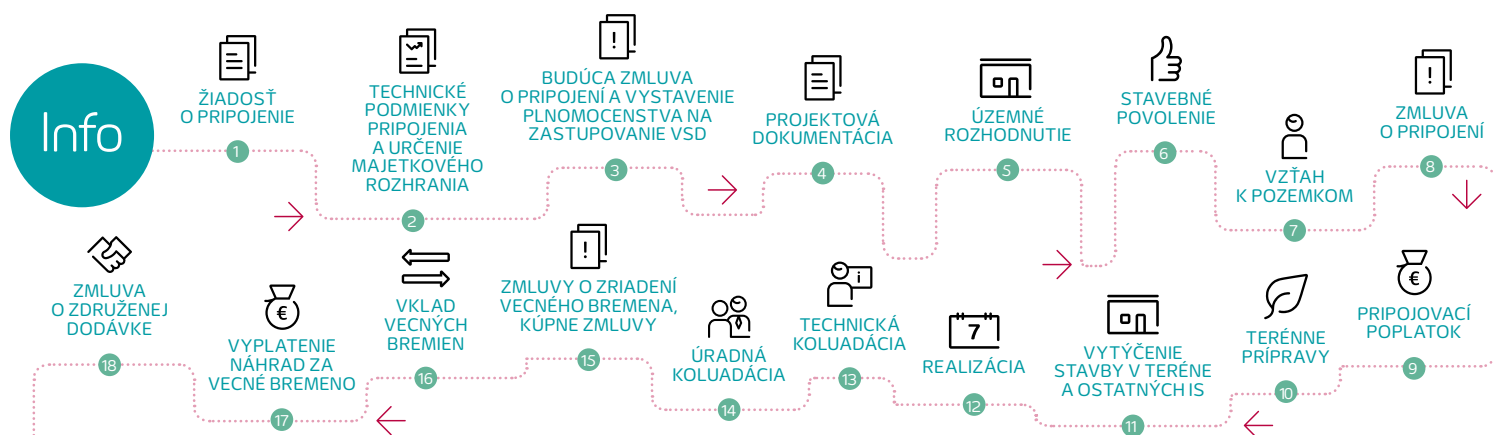 Info
ŽIADOSŤ
O PRIPOJENIE
1
TECHNICKÉ
PODMIENKY
PRIPOJENIA
A URČENIE
MAJETKOVÉHO
ROZHRANIA
2
!
BUDÚCA ZMLUVA
O PRIPOJENÍ A VYSTAVENIE
PLNOMOCENSTVA NA
ZASTUPOVANIE VSD
3
PROJEKTOVÁ
DOKUMENTÁCIA
4
ÚZEMNÉ
ROZHODNUTIE
5
STAVEBNÉ
POVOLENIE
6
VZŤAH
K POZEMKOM
7
!
ZMLUVA
O PRIPOJENÍ
8
€
PRIPOJOVACÍ
POPLATOK
9
TERÉNNE
PRÍPRAVY
10
VYTÝČENIE
STAVBY V TERÉNE
A OSTATNÝCH IS
11
7
REALIZÁCIA
12
i
TECHNICKÁ
KOLUADÁCIA
13
ÚRADNÁ
KOLUADÁCIA
14
!
ZMLUVY O ZRIADENÍ
VECNÉHO BREMENA,
KÚPNE ZMLUVY
15
VKLAD
VECNÝCH
BREMIEN
16
€
VYPLATENIE
NÁHRAD ZA
VECNÉ BREMENO
17
ZMLUVA
O ZDRUŽENEJ
DODÁVKE
18